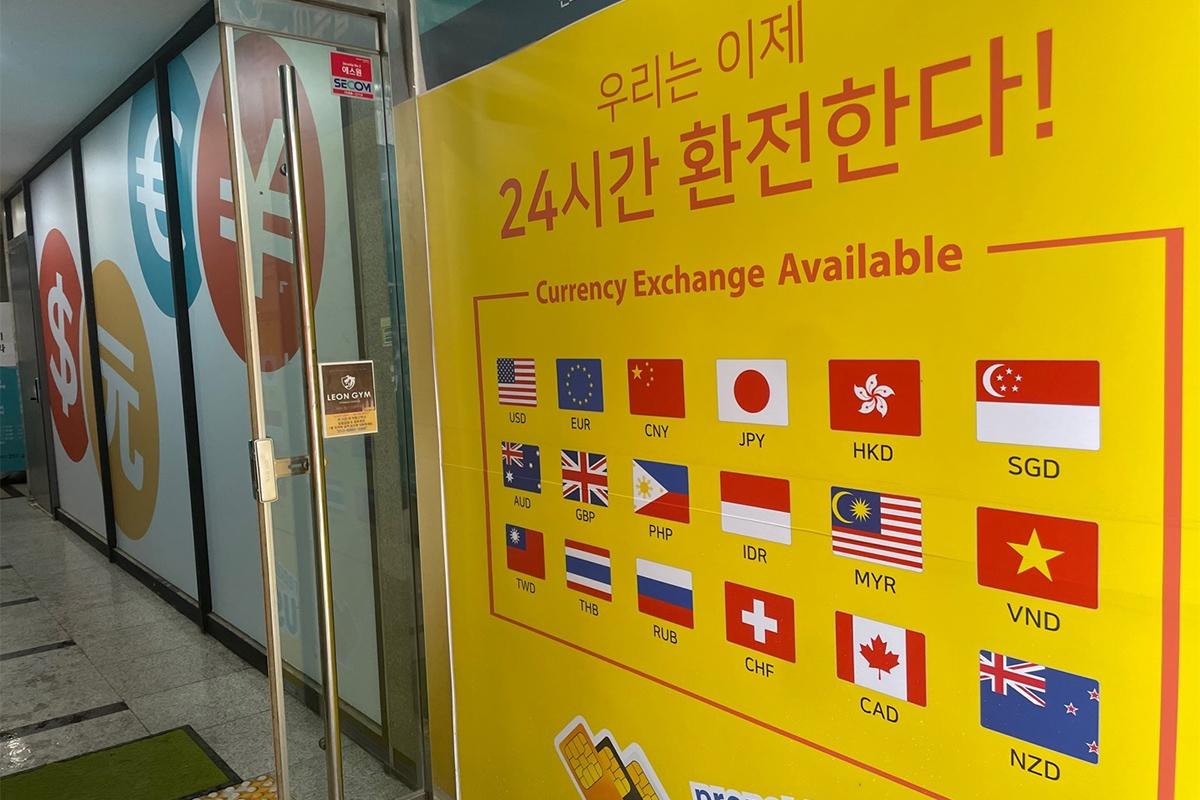 우리는 이제
24시간 환전한다!
Currency Exchange Available
USD
EUR
CNY
JPY
HKD
SGD
AUD
GBP
PHP
IDR
MYR
VND
TWD
THB
RUB
CHF
CAD
NZD
에스원
SECOM
LEON GYM
$
元
€
¥